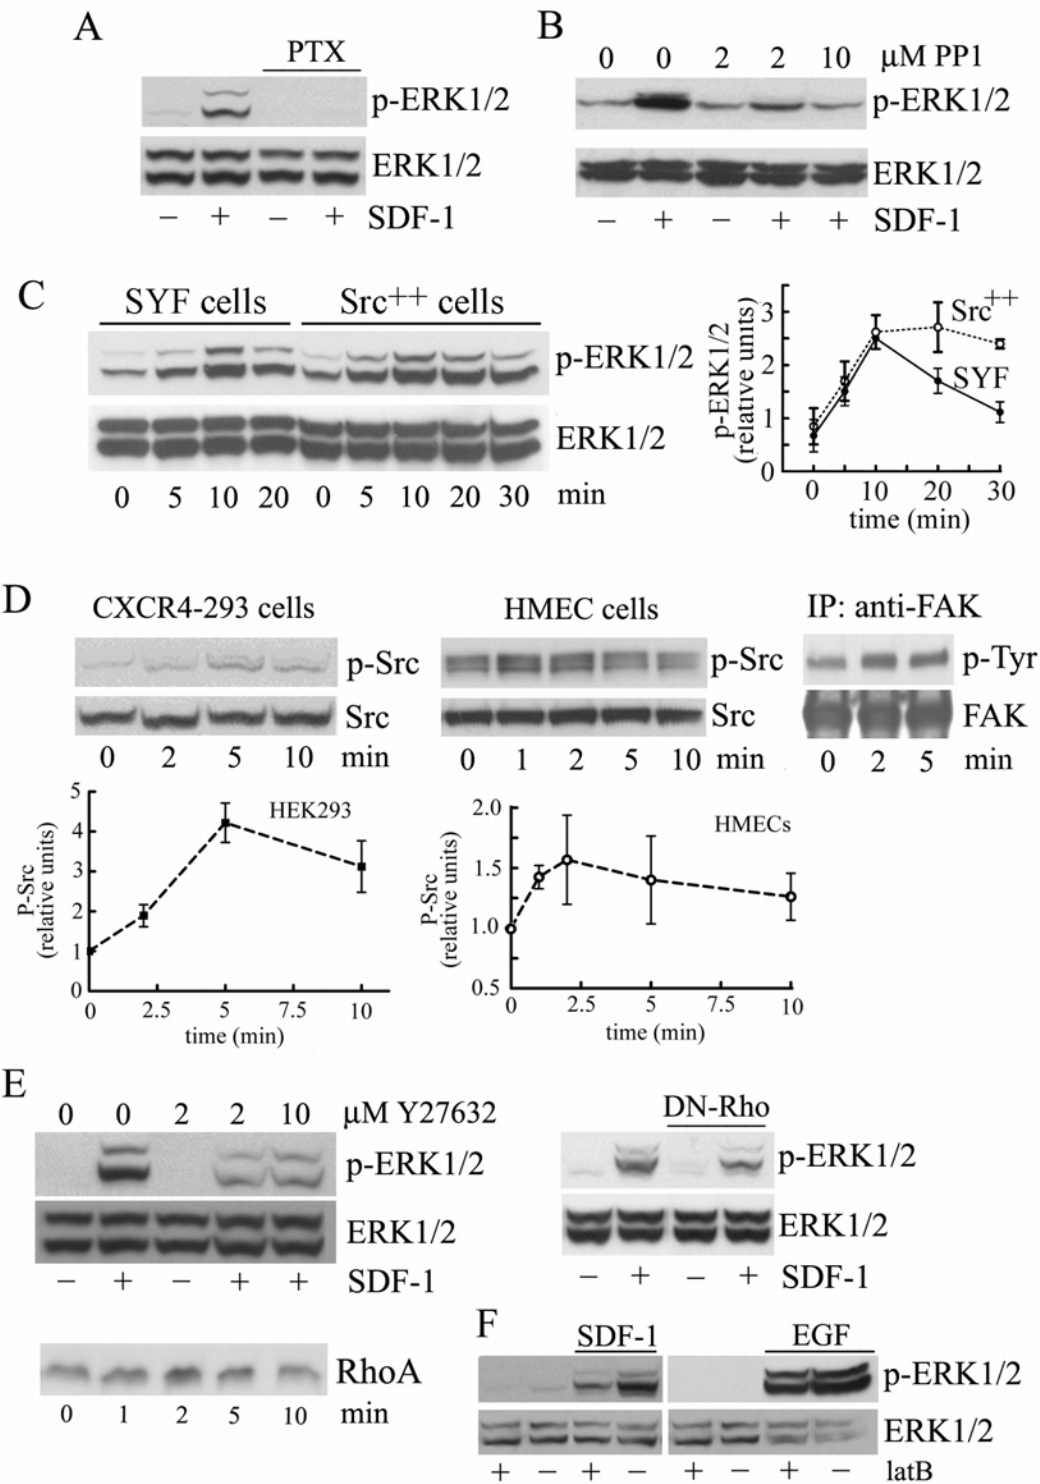 A
PTX
p-ERK1/2
ERK1/2
− + − + SDF-1
B
0 0 2 2 10 μM PP1
p-ERK1/2
ERK1/2
− + − + + SDF-1
C
SYF cells Src++ cells
p-ERK1/2
ERK1/2
0 5 10 20 0 5 10 20 30 min
p-ERK1/2
(relative units)
3
2
1
0
Src++
SYF
0 10 20 30
time (min)
D
CXCR4-293 cells
p-Src
Src
0 2 5 10 min
HMEC cells
p-Src
Src
0 1 2 5 10 min
IP: anti-FAK
p-Tyr
FAK
0 2 5 min
P-Src
(relative units)
5
4
3
2
1
0
HEK293
0 2.5 5 7.5 10
time (min)
P-Src
(relative units)
2.0
1.5
1.0
0.5
HMECs
0 2.5 5 7.5 10
time (min)
E
0 0 2 2 10 μM Y27632
p-ERK1/2
ERK1/2
− + − + + SDF-1
DN-Rho
p-ERK1/2
ERK1/2
− + − + SDF-1
RhoA
0 1 2 5 10 min
F
SDF-1 EGF
p-ERK1/2
ERK1/2
+ − + − + − + − latB